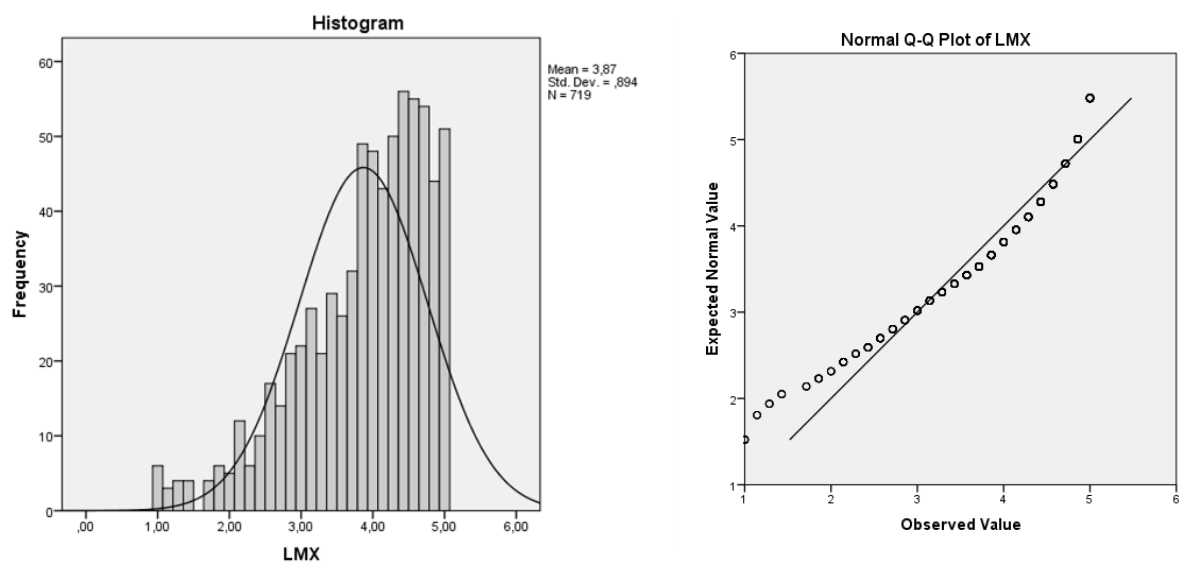 Histogram
Mean = 3,87
Std. Dev. = ,894
N = 719
60
50
40
30
20
10
0
Frequency
,00 1,00 2,00 3,00 4,00 5,00 6,00
LMX
Normal Q-Q Plot of LMX
6
5
4
3
2
1
Expected Normal Value
1 2 3 4 5 6
Observed Value